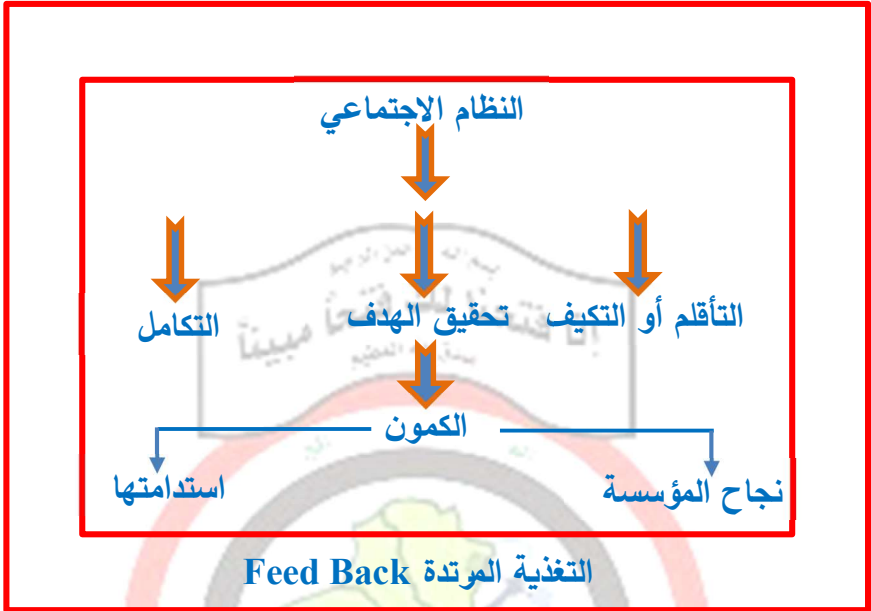 النظام الاجتماعي
التأقلم أو التكيف تحقيق الهدف التكامل
الكمون
نجاح المؤسسة استدامتها
التغذية المرتدة Feed Back